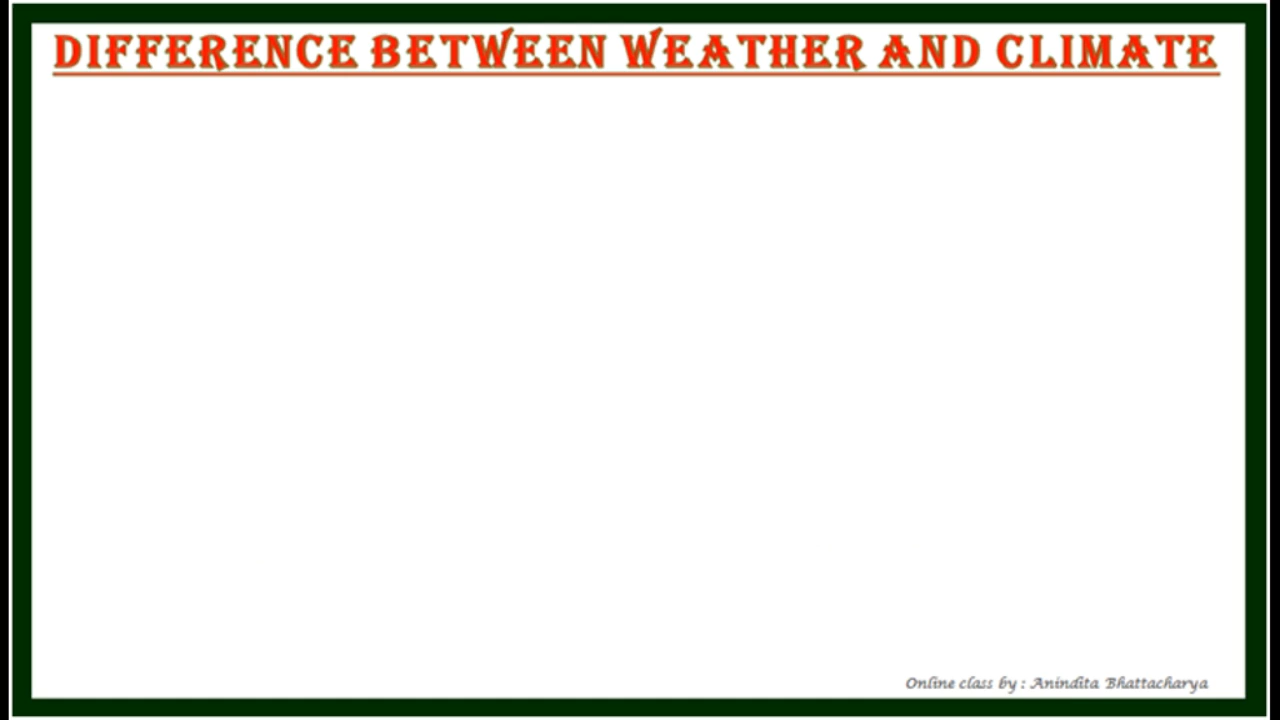 DIFFERENCE BETWEEN WEATHER AND CLIMATE
Online class by : Anindita Bhattacharya